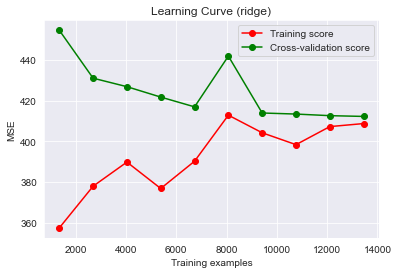 Learning Curve (ridge)
Training score
Cross-validation score
MSE
440
420
400
380
360
2000 4000 6000 8000 10000 12000 14000
Training examples